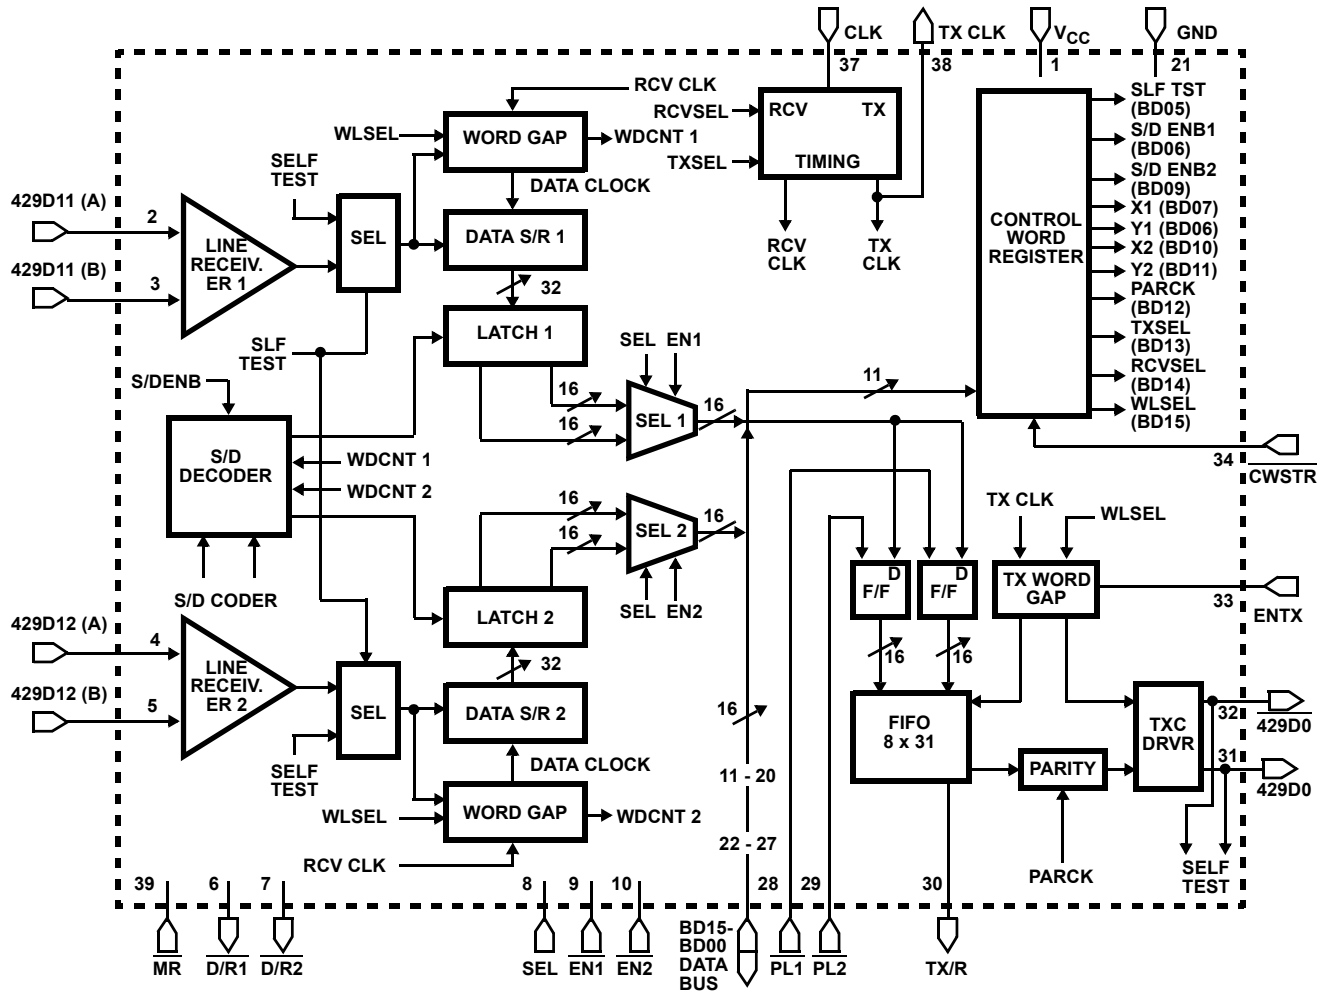 CLK
TX CLK
VCC
GND
37
38
1
21
RCV CLK
RCVSEL
RCV
TX
TXSEL
TIMING
RCV
CLK
TX
CLK
WLSEL
WORD GAP
WDCNT 1
SELF
TEST
DATA CLOCK
429D11 (A)
2
LINE
RECEIV.
ER 1
SEL
DATA S/R 1
429D11 (B)
3
32
LATCH 1
SLF
TEST
S/DENB
S/D
DECODER
WDCNT 1
WDCNT 2
S/D CODER
SEL
EN1
16
16
SEL 1
16
11
CONTROL
WORD
REGISTER
SLF TST
(BD05)
S/D ENB1
(BD06)
S/D ENB2
(BD09)
X1 (BD07)
Y1 (BD06)
X2 (BD10)
Y2 (BD11)
PARCK
(BD12)
TXSEL
(BD13)
RCVSEL
(BD14)
WLSEL
(BD15)
34
CWSTR
16
16
SEL 2
16
SEL
EN2
LATCH 2
32
429D12 (A)
4
LINE
RECEIV.
ER 2
429D12 (B)
5
SEL
DATA S/R 2
SELF
TEST
DATA CLOCK
WLSEL
WORD GAP
WDCNT 2
RCV CLK
TX CLK
WLSEL
D
F/F
D
F/F
TX WORD
GAP
33
ENTX
16
16
16
FIFO
8 x 31
TXC
DRVR
32
429D0
31
429D0
PARITY
PARCK
SELF
TEST
11 - 20
22 - 27
39
6
7
8
9
10
28
29
30
MR
D/R1
D/R2
SEL
EN1
EN2
BD15-
BD00
DATA
BUS
PL1
PL2
TX/R